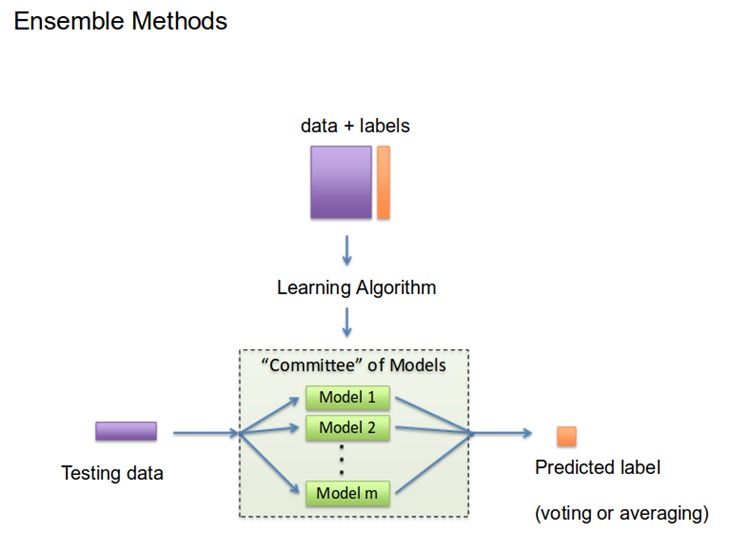 Ensemble Methods
data + labels
Learning Algorithm
“Committee” of Models
Model 1
Model 2
Model m
Testing data
Predicted label
(voting or averaging)